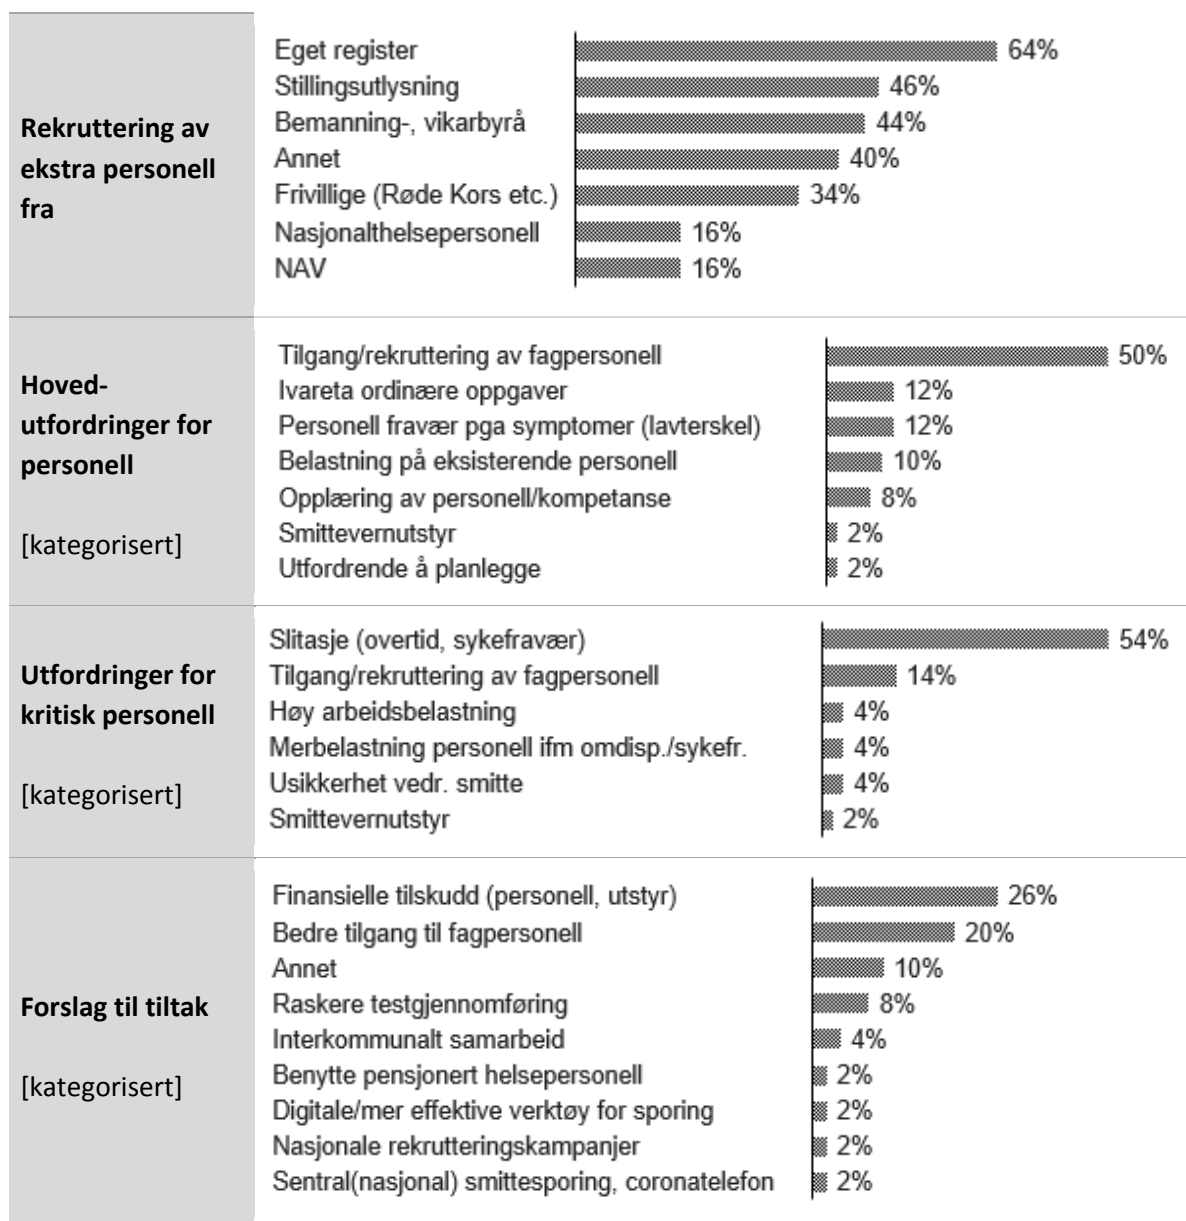 Rekruttering av
ekstra personell
fra
Eget register 64%
Stillingsutlysning 46%
Bemanning-, vikarbyrå 44%
Annet 40%
Frivillige (Røde Kors etc.) 34%
Nasjonalthelsepersonell 16%
NAV 16%
Hoved-
utfordringer for
personell
[kategorisert]
Tilgang/rekruttering av fagpersonell 50%
Ivareta ordinære oppgaver 12%
Personell fravær pga symptomer (lavterskel) 12%
Belastning på eksisterende personell 10%
Opplæring av personell/kompetanse 8%
Smittevernutstyr 2%
Utfordrende å planlegge 2%
Utfordringer for
kritisk personell
[kategorisert]
Slitasje (overtid, sykefravær) 54%
Tilgang/rekruttering av fagpersonell 14%
Høy arbeidsbelastning 4%
Merbelastning personell ifm omdisp./sykefr. 4%
Usikkerhet vedr. smitte 4%
Smittevernutstyr 2%
Forslag til tiltak
[kategorisert]
Finansielle tilskudd (personell, utstyr) 26%
Bedre tilgang til fagpersonell 20%
Annet 10%
Raskere testgjennomføring 8%
Interkommunalt samarbeid 4%
Benytte pensjonert helsepersonell 2%
Digitale/mer effektive verktøy for sporing 2%
Nasjonale rekrutteringskampanjer 2%
Sentral(nasjonal) smittesporing, coronatelefon 2%